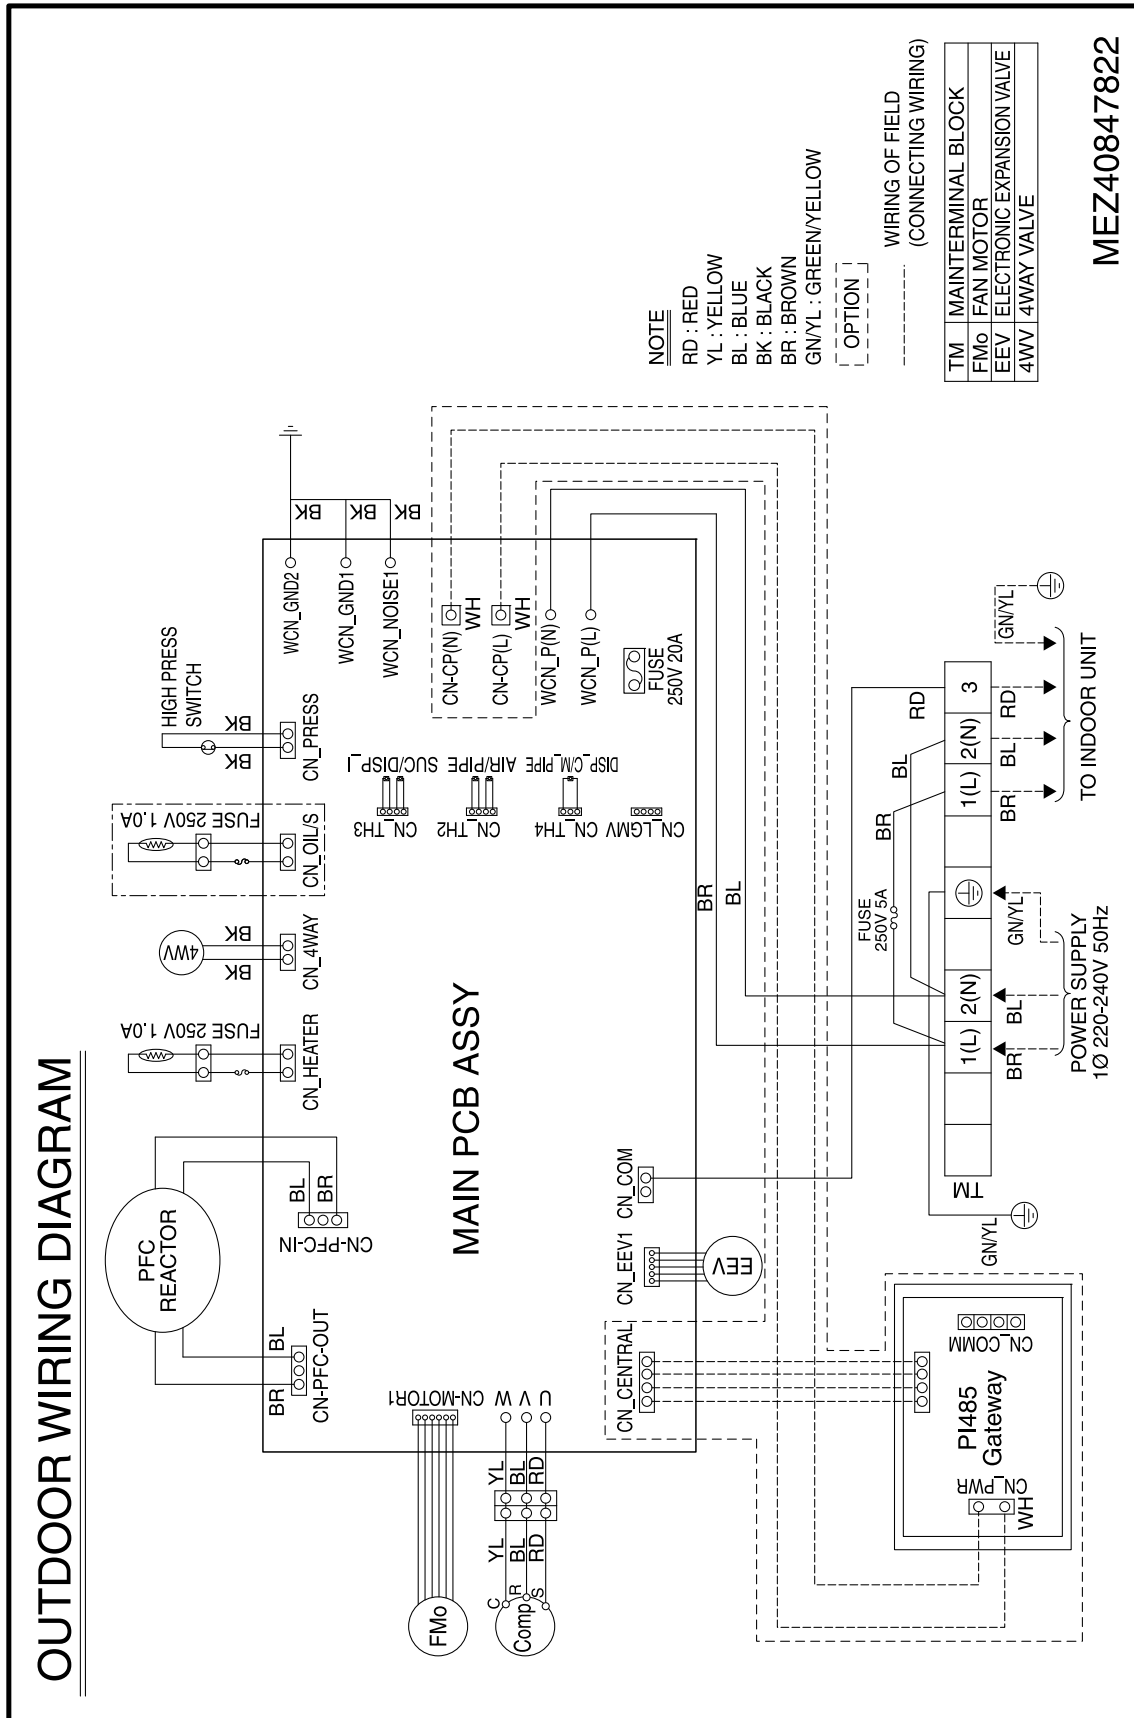 OUTDOOR WIRING DIAGRAM
PFC
REACTOR
BR
BL
CN-PFC-OUT
BL
BR
CN-PFC-IN
FUSE 250V 1.0A
CN_HEATER
4WV
BK
BK
CN_4WAY
FUSE 250V 1.0A
CN_OIL/S
HIGH PRESS
SWITCH
BK
BK
CN_PRESS
WCN_GND2
BK
WCN_GND1
BK
WCN_NOISE1
BK
CN-CP(N)
WH
CN-CP(L)
WH
WCN_P(N)
WCN_P(L)
FUSE
250V 20A
CN_TH3
SUC/DISP_I
CN_TH2
AIR/PIPE
CN_TH4
DISP_C/M_PIPE
CN_LGMV
MAIN PCB ASSY
FMo
CN-MOTOR1
Comp
C
R
S
YL
BL
RD
YL
BL
RD
W
V
U
CN_CENTRAL
CN_EEV1
EEV
CN_COM
BR
BL
PI485
Gateway
CN_PWR
WH
CN_COMM
GN/YL
TM
1(L)
2(N)
1(L)
2(N)
3
FUSE
250V 5A
BR
BL
RD
BR
BL
GN/YL
POWER SUPPLY
1Ø 220-240V 50Hz
BR
BL
RD
GN/YL
TO INDOOR UNIT
NOTE
RD : RED
YL : YELLOW
BL : BLUE
BK : BLACK
BR : BROWN
GN/YL : GREEN/YELLOW
OPTION
WIRING OF FIELD
(CONNECTING WIRING)
TM MAINTERMINAL BLOCK
FMo FAN MOTOR
EEV ELECTRONIC EXPANSION VALVE
4WV 4WAY VALVE
MEZ40847822